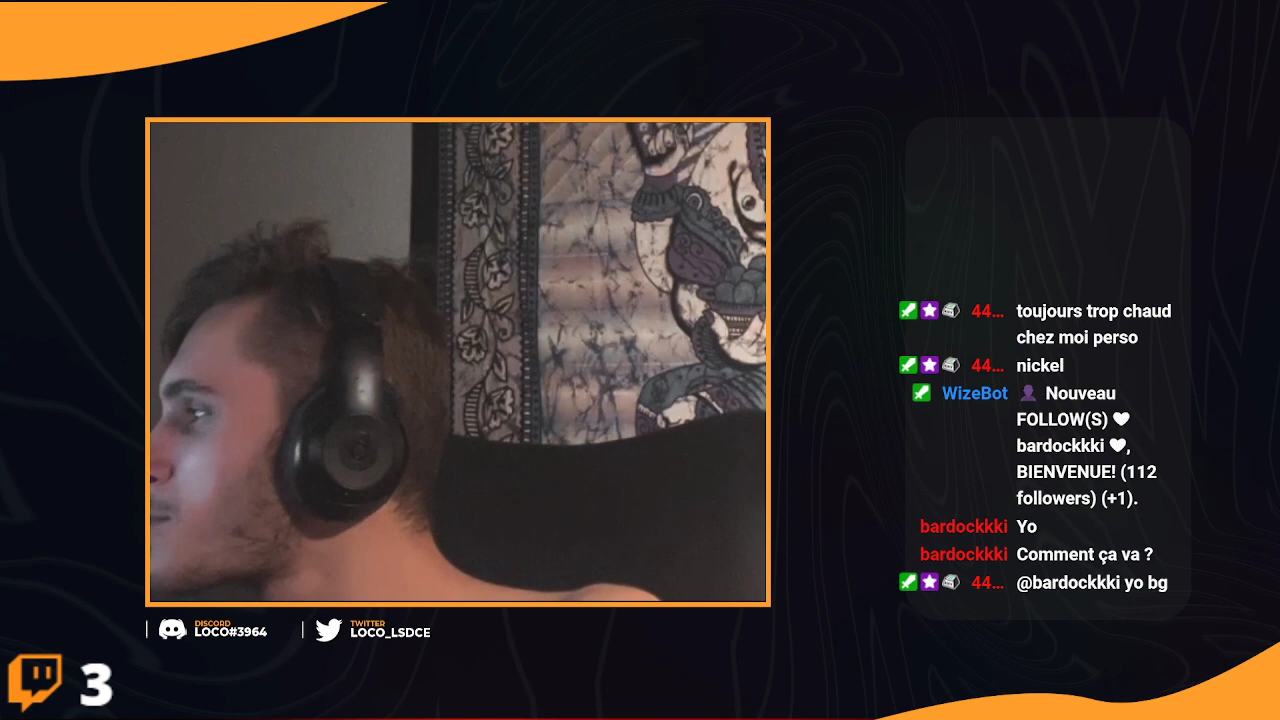 44... toujours trop chaud
chez moi perso
44... nickel
WizeBot Nouveau
FOLLOW(S)
bardockkki ,
BIENVENUE! (112
followers) (+1).
bardockkki Yo
bardockkki Comment ça va ?
44... @bardockkki yo bg
DISCORD
LOCO#3964
TWITTER
LOCO_LSDCE
3